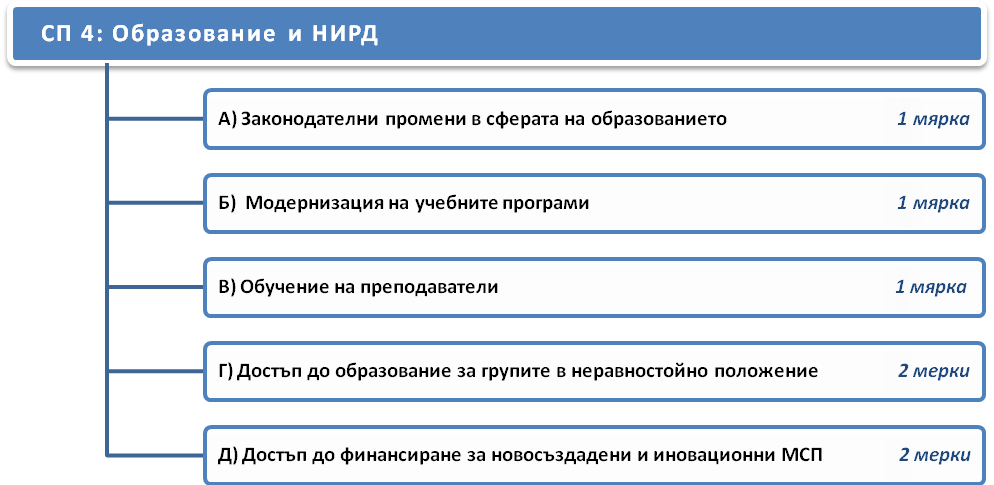 СП 4: Образование и НИРД
А) Законодателни промени в сферата на образованието 1 мярка
Б) Модернизация на учебните програми 1 мярка
В) Обучение на преподаватели 1 мярка
Г) Достъп до образование за групите в неравностойно положение 2 мерки
Д) Достъп до финансиране за новосъздадени и иновационни МСП 2 мерки